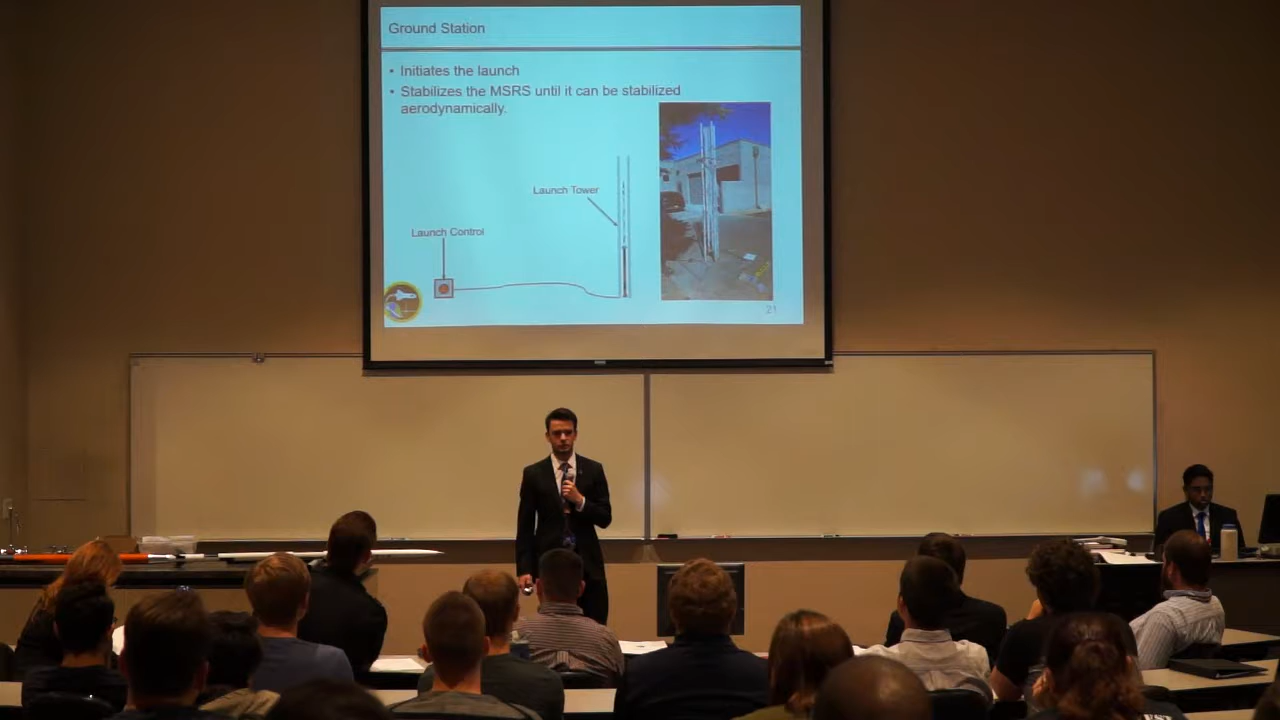 Ground Station
• Initiates the launch
• Stabilizes the MSRS until it can be stabilized
aerodynamically.
Launch Tower
Launch Control
21